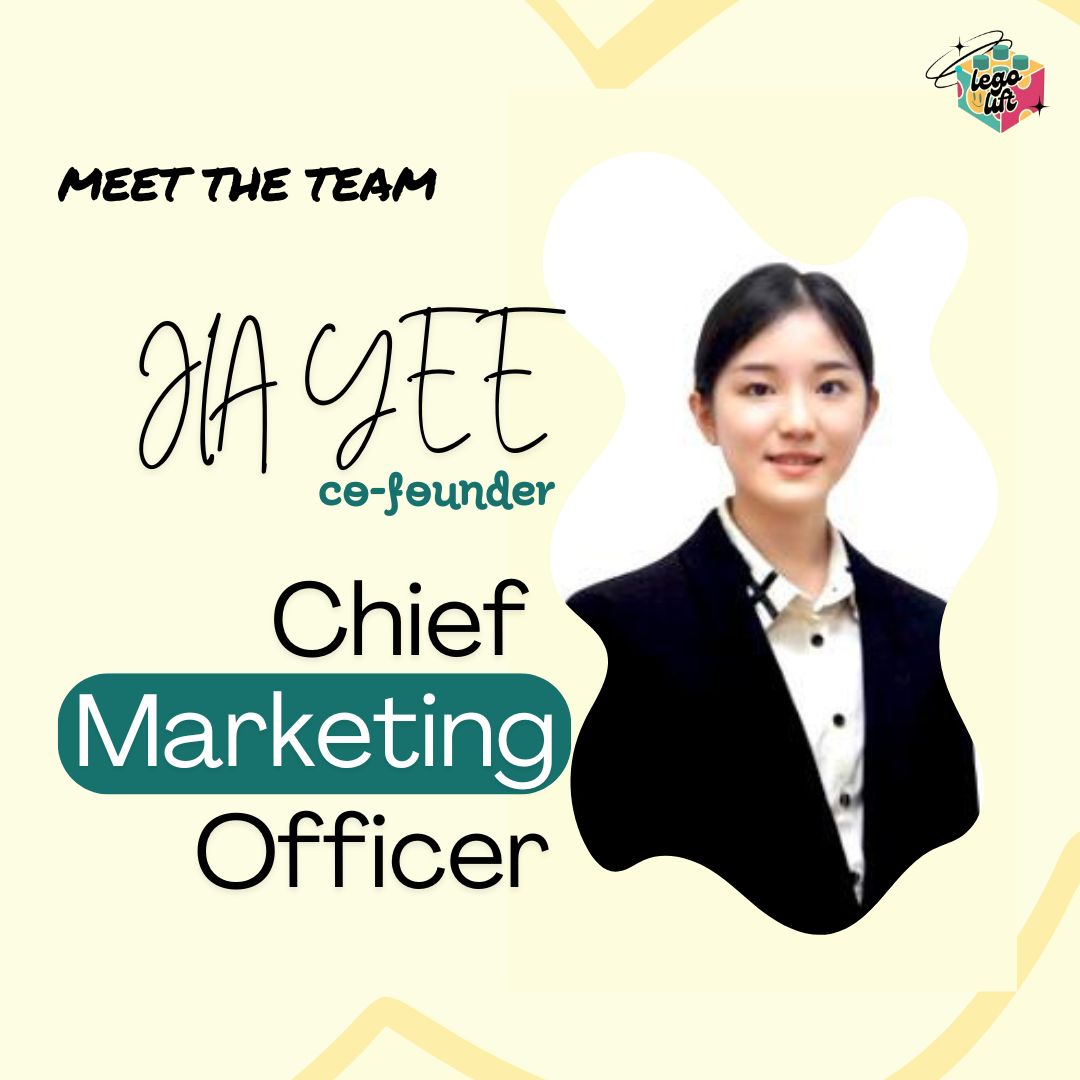 lego
lift
MEET THE TEAM
JIA YEE
co-founder
Chief
Marketing
Officer